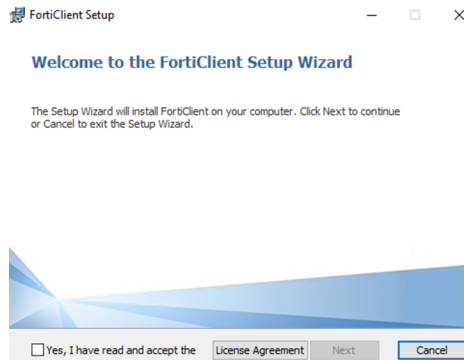 FortiClient Setup
Welcome to the FortiClient Setup Wizard
The Setup Wizard will install FortiClient on your computer. Click Next to continue
or Cancel to exit the Setup Wizard.
Yes, I have read and accept the License Agreement Next Cancel